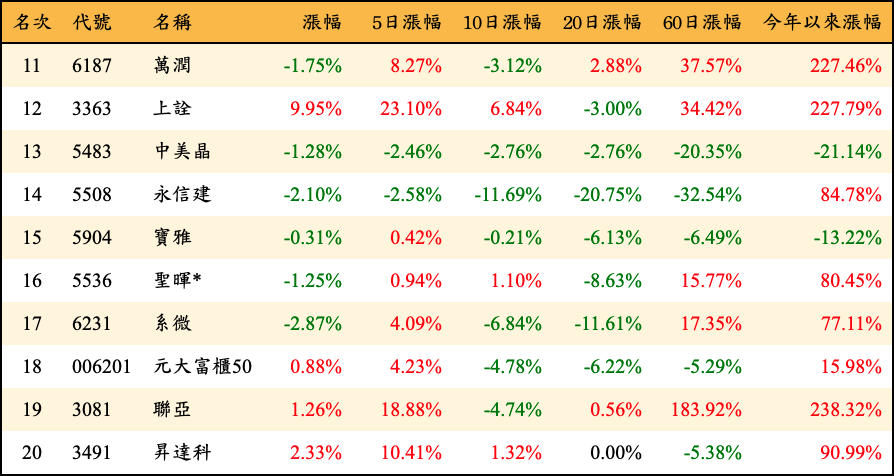 名次 代號 名稱 漲幅 5日漲幅 10日漲幅 20日漲幅 60日漲幅 今年以來漲幅
11 6187 萬潤 -1.75% 8.27% -3.12% 2.88% 37.57% 227.46%
12 3363 上詮 9.95% 23.10% 6.84% -3.00% 34.42% 227.79%
13 5483 中美晶 -1.28% -2.46% -2.76% -2.76% -20.35% -21.14%
14 5508 永信建 -2.10% -2.58% -11.69% -20.75% -32.54% 84.78%
15 5904 寶雅 -0.31% 0.42% -0.21% -6.13% -6.49% -13.22%
16 5536 聖暉* -1.25% 0.94% 1.10% -8.63% 15.77% 80.45%
17 6231 系微 -2.87% 4.09% -6.84% -11.61% 17.35% 77.11%
18 006201 元大富櫃50 0.88% 4.23% -4.78% -6.22% -5.29% 15.98%
19 3081 聯亞 1.26% 18.88% -4.74% 0.56% 183.92% 238.32%
20 3491 昇達科 2.33% 10.41% 1.32% 0.00% -5.38% 90.99%